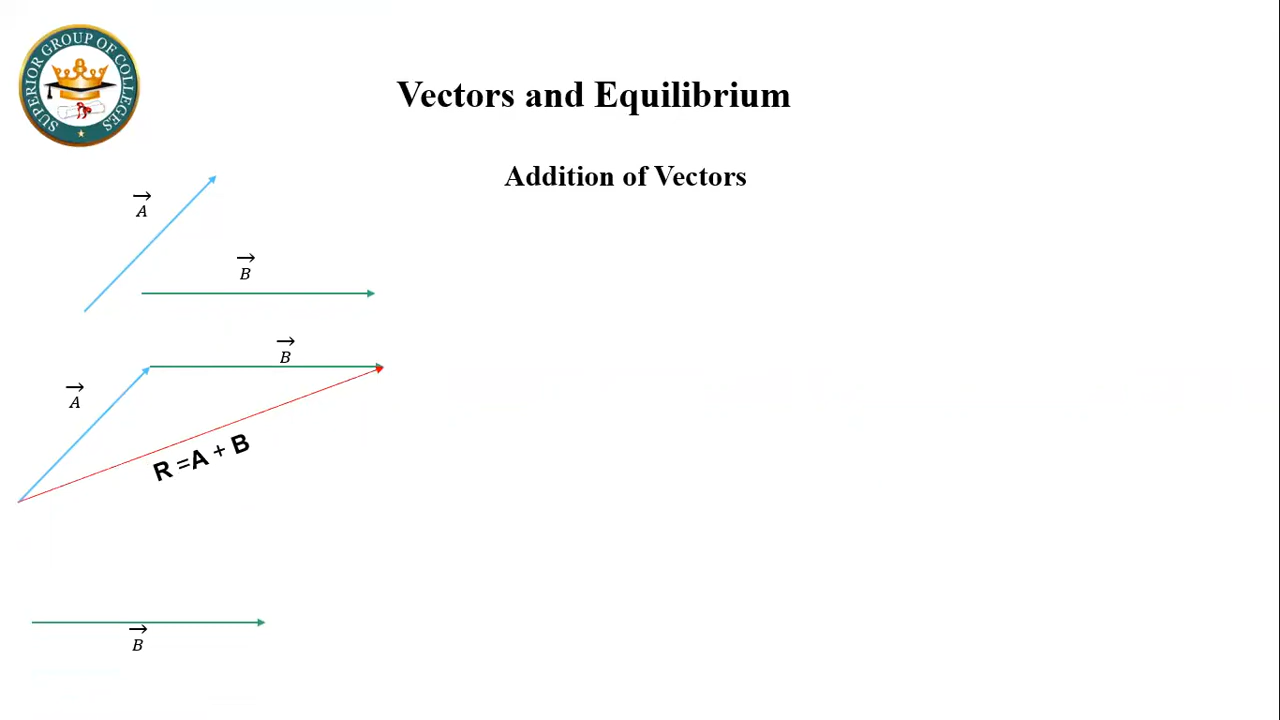 SUPERIOR GROUP OF COLLEGES
Vectors and Equilibrium
Addition of Vectors
A
B
B
A
R =A + B
B